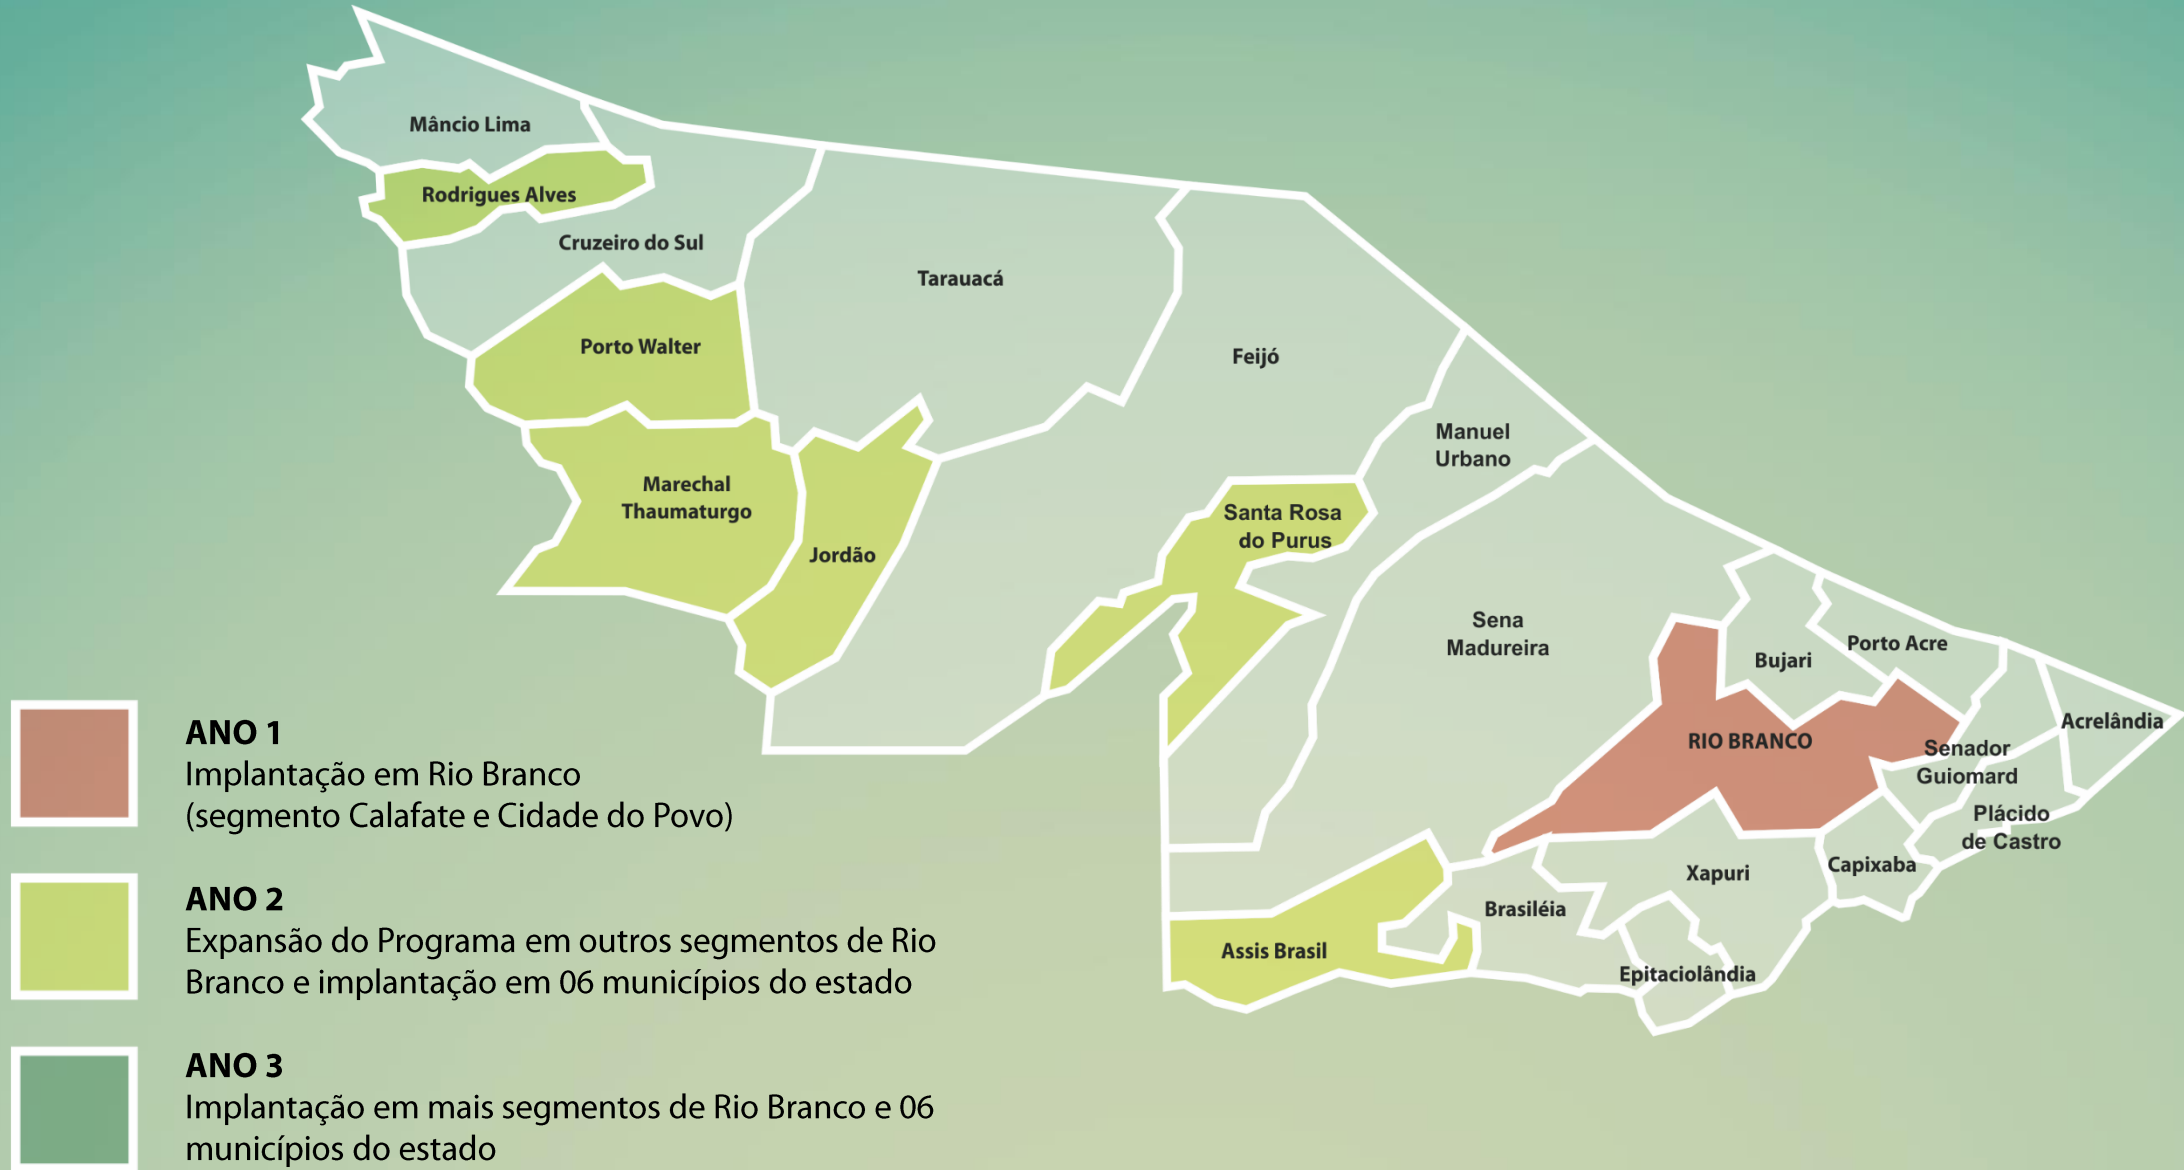 Mâncio Lima
Rodrigues Alves
Cruzeiro do Sul
Tarauacá
Porto Walter
Feijó
Manuel
Urbano
Marechal
Thaumaturgo
Jordão
Santa Rosa
do Purus
Sena
Madureira
Bujari
Porto Acre
RIO BRANCO
Acrelândia
Senador
Guiomard
Plácido
de Castro
Xapuri
Capixaba
Brasiléia
Assis Brasil
Epitaciolândia
ANO 1
Implantação em Rio Branco
(segmento Calafate e Cidade do Povo)
ANO 2
Expansão do Programa em outros segmentos de Rio
Branco e implantação em 06 municípios do estado
ANO 3
Implantação em mais segmentos de Rio Branco e 06
municípios do estado